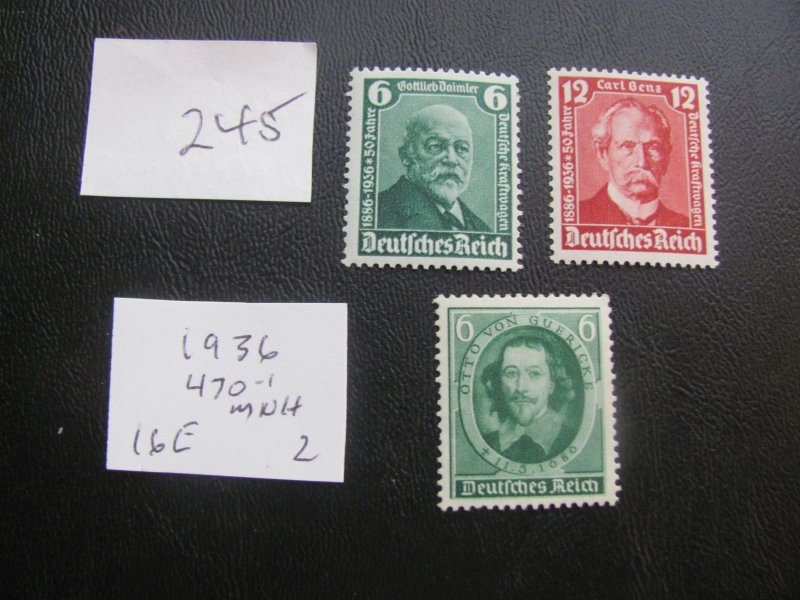 245
6 Gottlieb Daimler 6
1886-1936 * 50 Jahre
Deutsche Kraftwagen
Deutsches Reich
12 Carl Benz 12
1886-1936 * 50 Jahre
Deutsche Kraftwagen
Deutsches Reich
1936
470-1
MNH
16E 2
6 6
OTTO VON GUERICKE
† 11.5.1686
Deutsches Reich